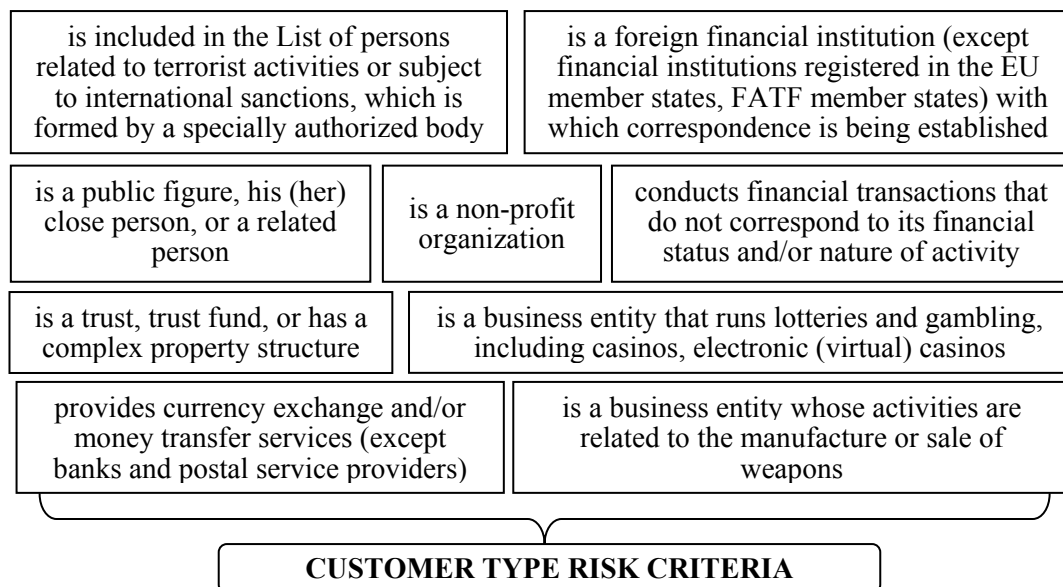 is included in the List of persons
related to terrorist activities or subject
to international sanctions, which is
formed by a specially authorized body
is a foreign financial institution (except
financial institutions registered in the EU
member states, FATF member states) with
which correspondence is being established
is a public figure, his (her)
close person, or a related
person
is a non-profit
organization
conducts financial transactions that
do not correspond to its financial
status and/or nature of activity
is a trust, trust fund, or has a
complex property structure
is a business entity that runs lotteries and gambling,
including casinos, electronic (virtual) casinos
provides currency exchange and/or
money transfer services (except
banks and postal service providers)
is a business entity whose activities are
related to the manufacture or sale of
weapons
CUSTOMER TYPE RISK CRITERIA